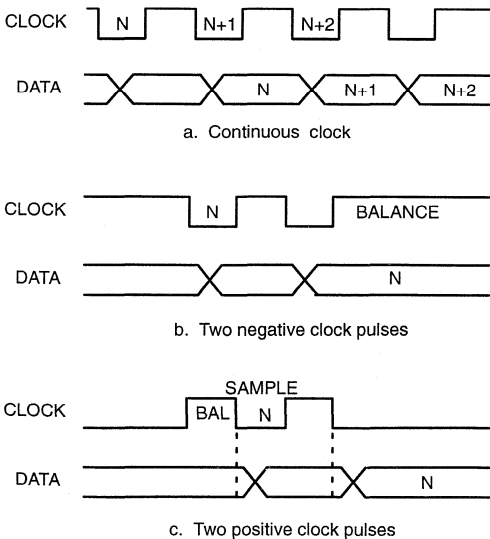 CLOCK N N+1 N+2
DATA N N+1 N+2
a. Continuous clock
CLOCK N BALANCE
DATA N
b. Two negative clock pulses
SAMPLE
CLOCK BAL N
DATA N
c. Two positive clock pulses